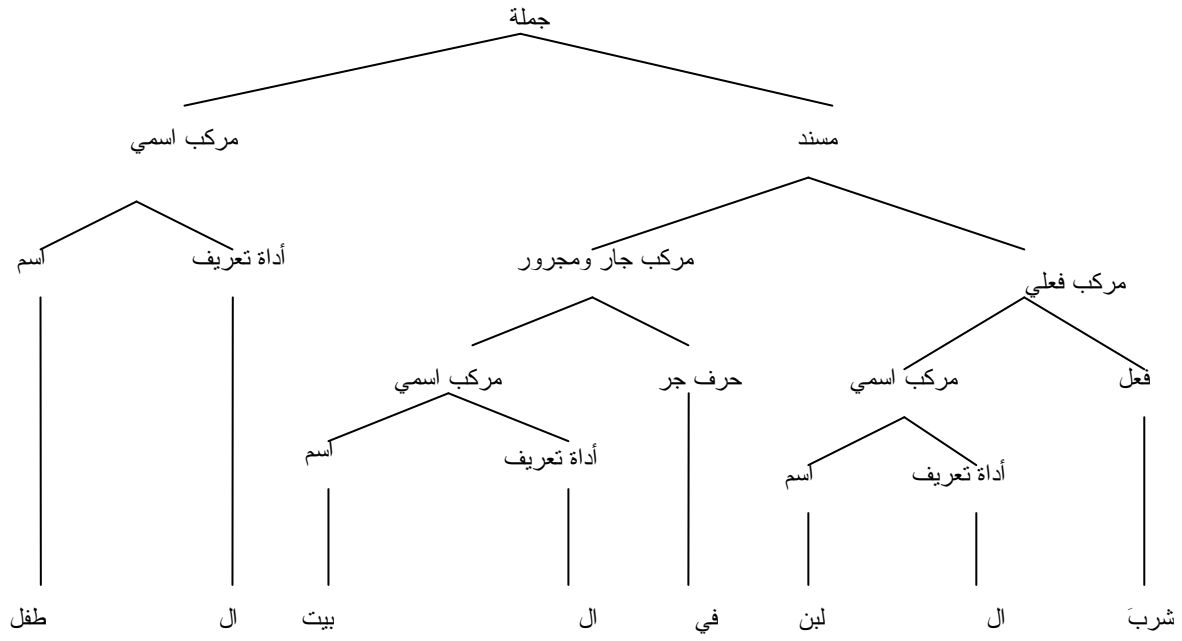 جملة
مسند مركب اسمي
مركب جار ومجرور أداة تعريف اسم
مركب فعلي
فعل مركب اسمي حرف جر مركب اسمي
أداة تعريف اسم
أداة تعريف اسم
شربَ ال لبن في ال بيت ال طفل